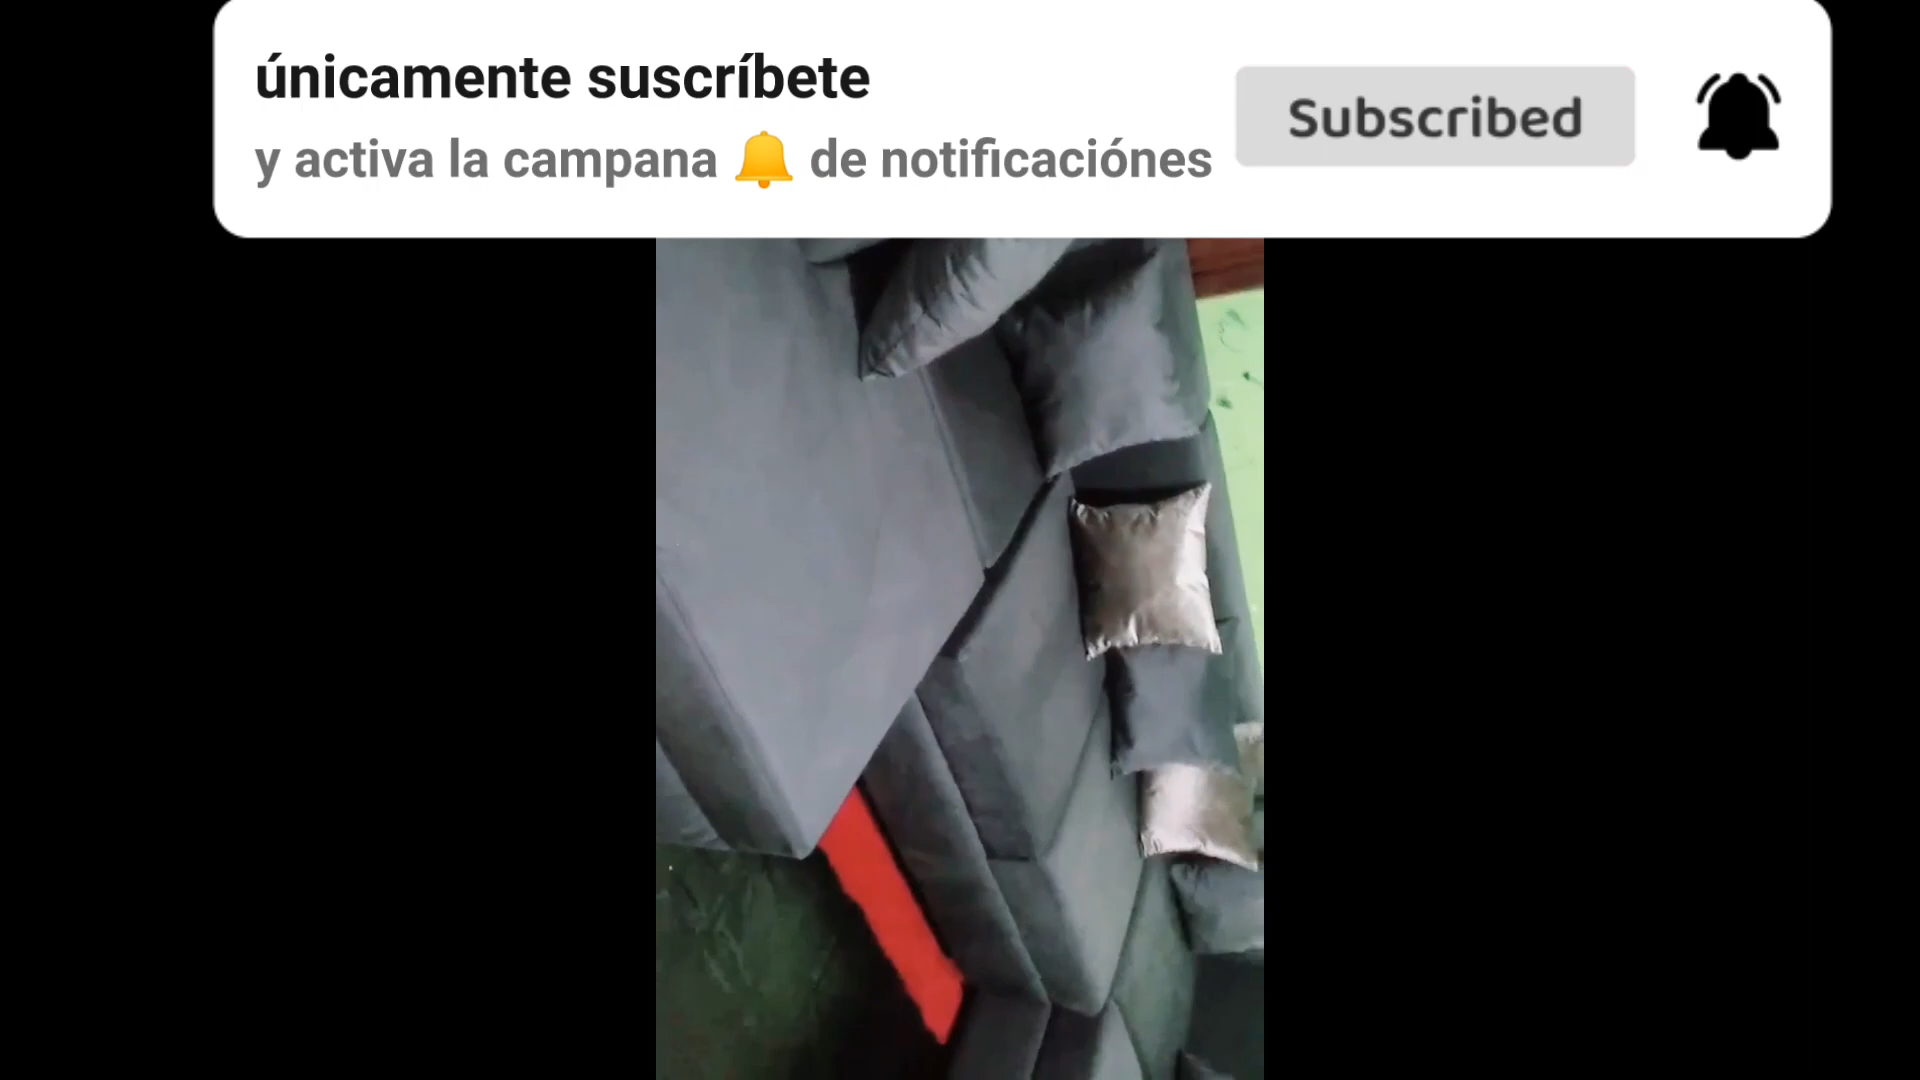 únicamente suscríbete
y activa la campana 🔔 de notificaciónes
Subscribed